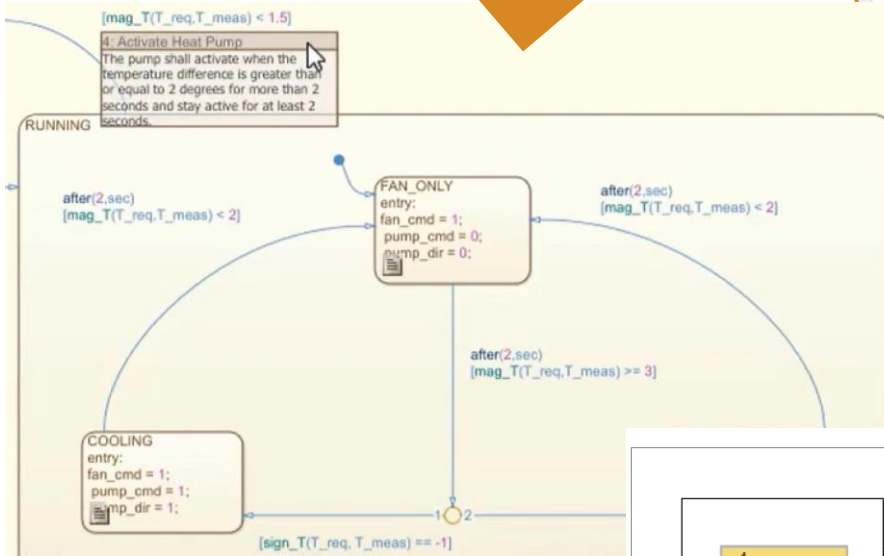 [mag_T(T_req,T_meas) < 1.5]
4: Activate Heat Pump
The pump shall activate when the
temperature difference is greater than
or equal to 2 degrees for more than 2
seconds and stay active for at least 2
seconds.
RUNNING
after(2,sec)
[mag_T(T_req,T_meas) < 2]
FAN_ONLY
entry:
fan_cmd = 1;
pump_cmd = 0;
pump_dir = 0;
after(2,sec)
[mag_T(T_req,T_meas) < 2]
after(2,sec)
[mag_T(T_req,T_meas) >= 3]
COOLING
entry:
fan_cmd = 1;
pump_cmd = 1;
mp_dir = 1;
1
2
[sign_T(T_req, T_meas) == -1]